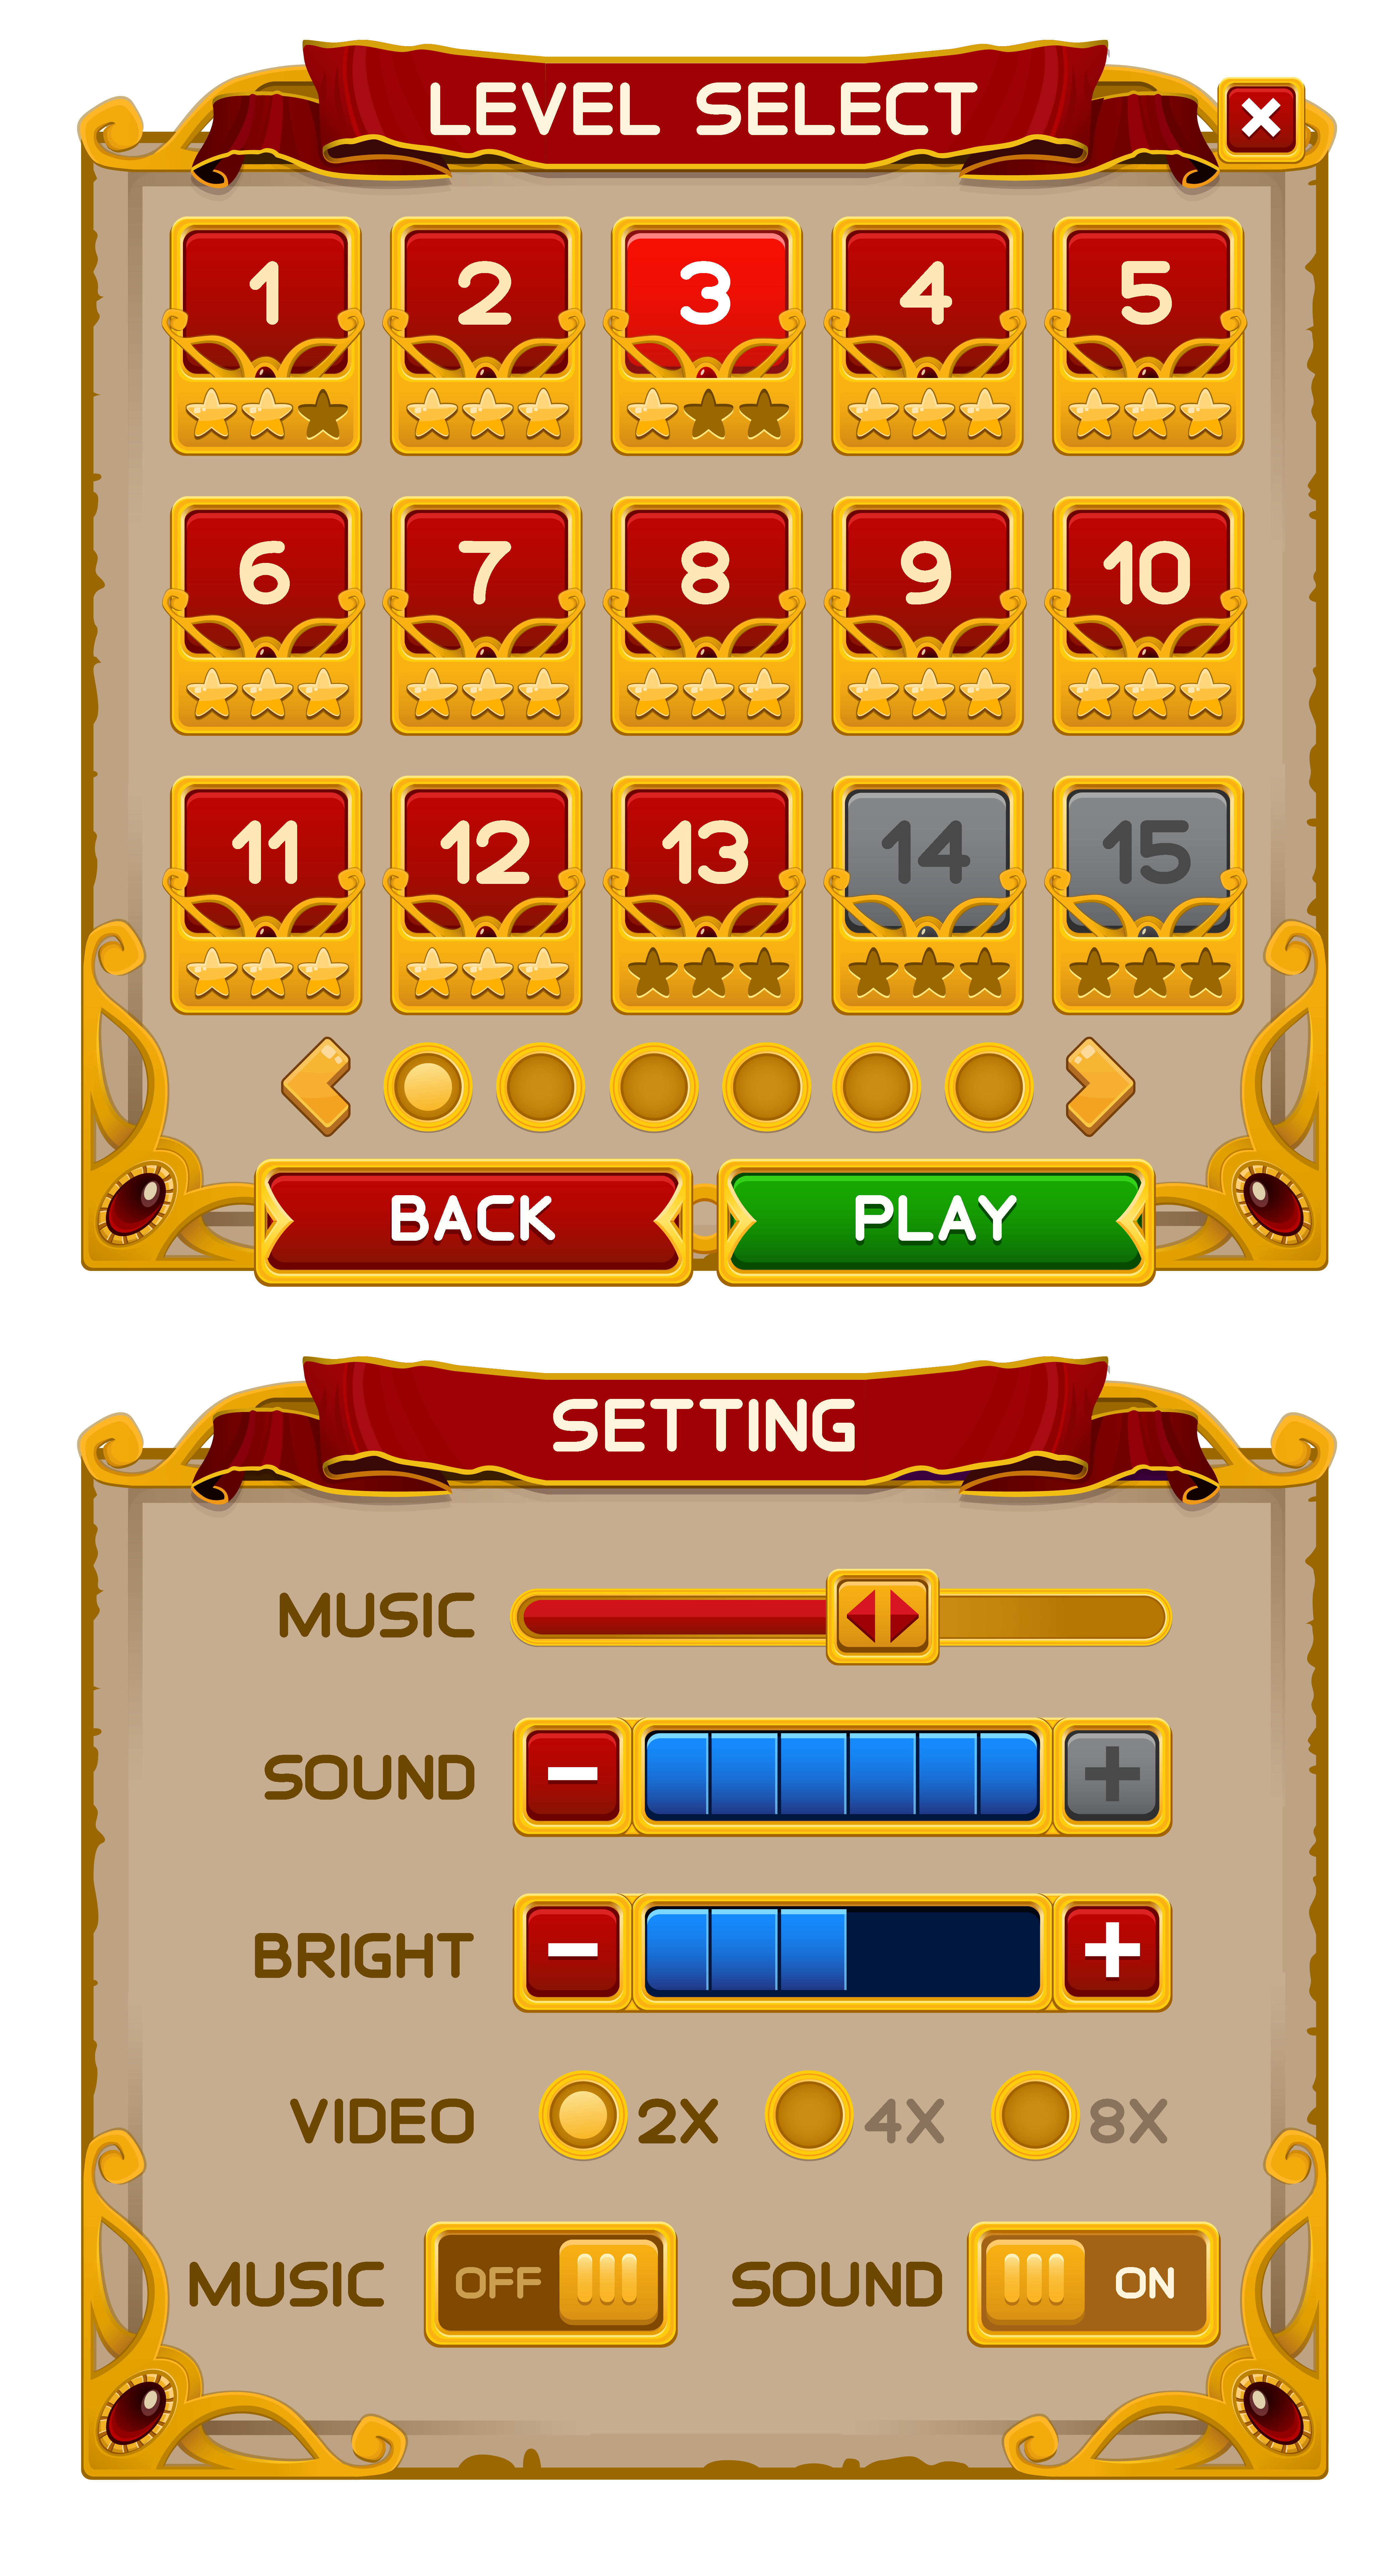 LEVEL SELECT
1 2 3 4 5
6 7 8 9 10
11 12 13 14 15
BACK PLAY
SETTING
MUSIC
SOUND
BRIGHT
VIDEO 2X 4X 8X
MUSIC OFF SOUND ON